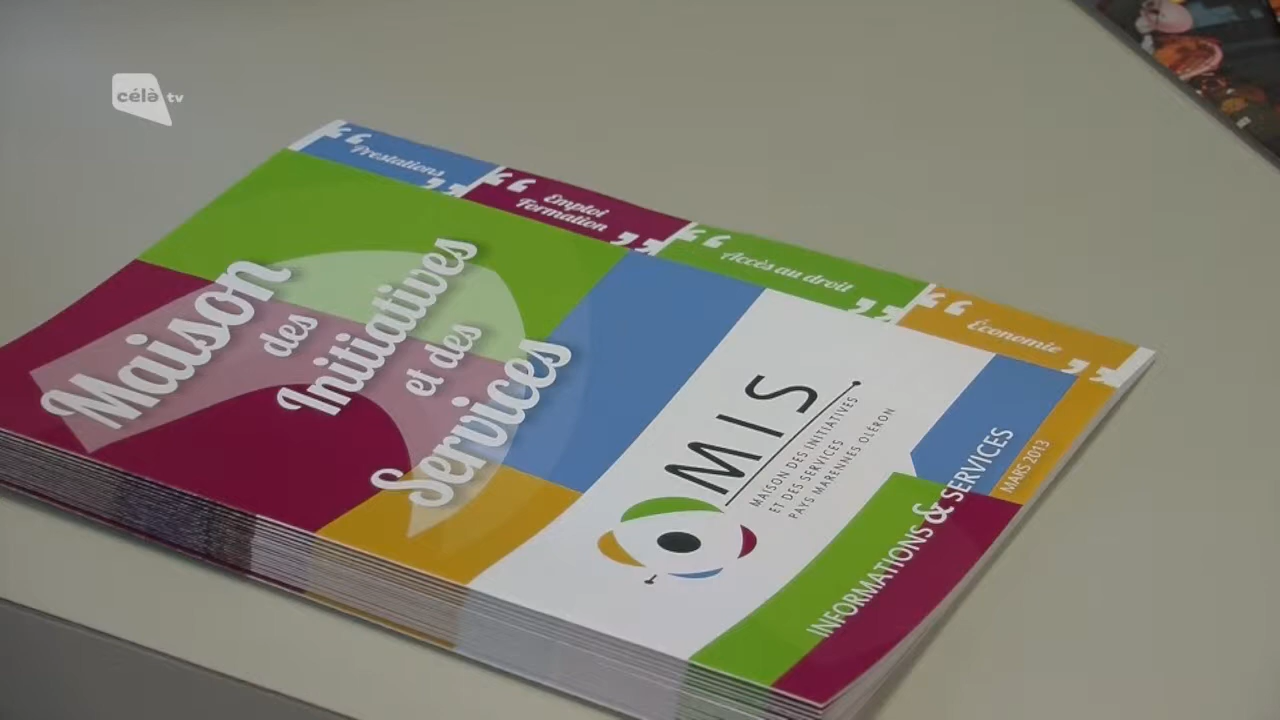 célà tv
“ Prestations ”
“ Emploi
Formation ”
“ Accès au droit ”
“ Économie ”
Maison
des
Initiatives
et des
Services
MIS
MAISON DES INITIATIVES
ET DES SERVICES
PAYS MARENNES OLÉRON
INFORMATIONS & SERVICES
MARS 2013